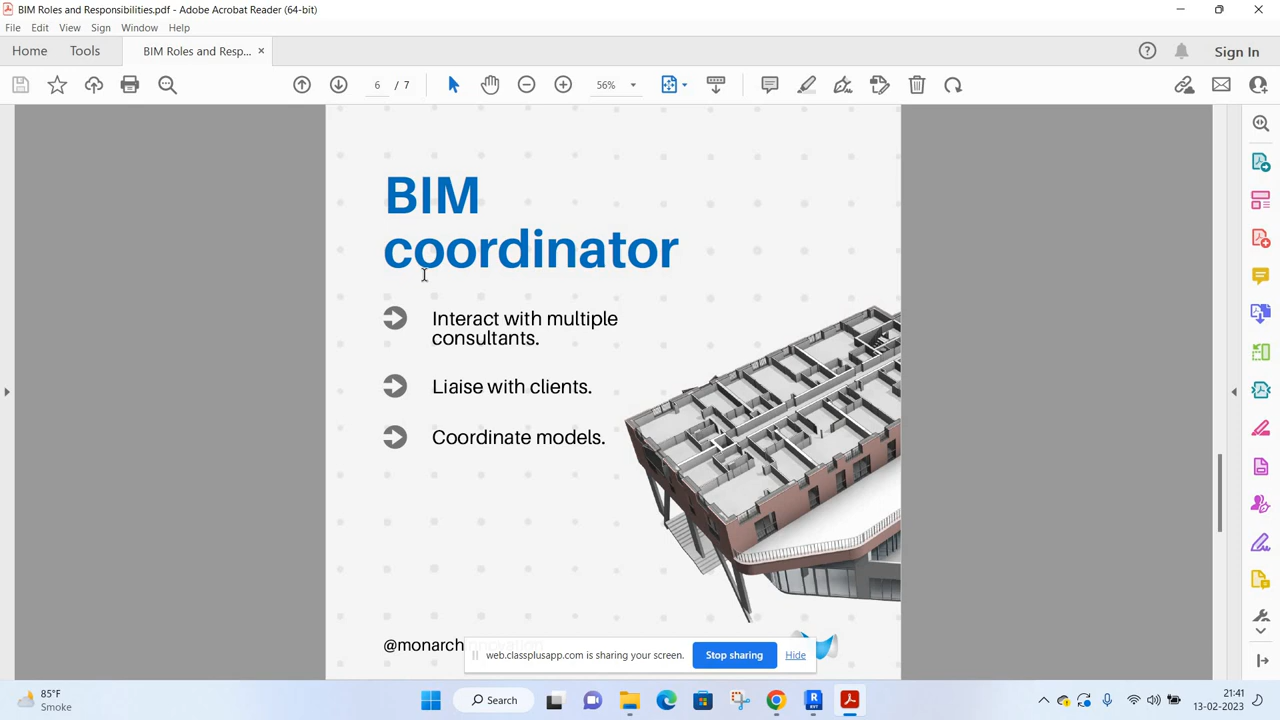 BIM Roles and Responsibilities.pdf - Adobe Acrobat Reader (64-bit)
File Edit View Sign Window Help
Home Tools BIM Roles and Resp... × Sign In
6 / 7 56%
BIM
coordinator
Interact with multiple
consultants.
Liaise with clients.
Coordinate models.
@monarch
web.classplusapp.com is sharing your screen. Stop sharing Hide
85°F
Smoke
Search
21:41
13-02-2023